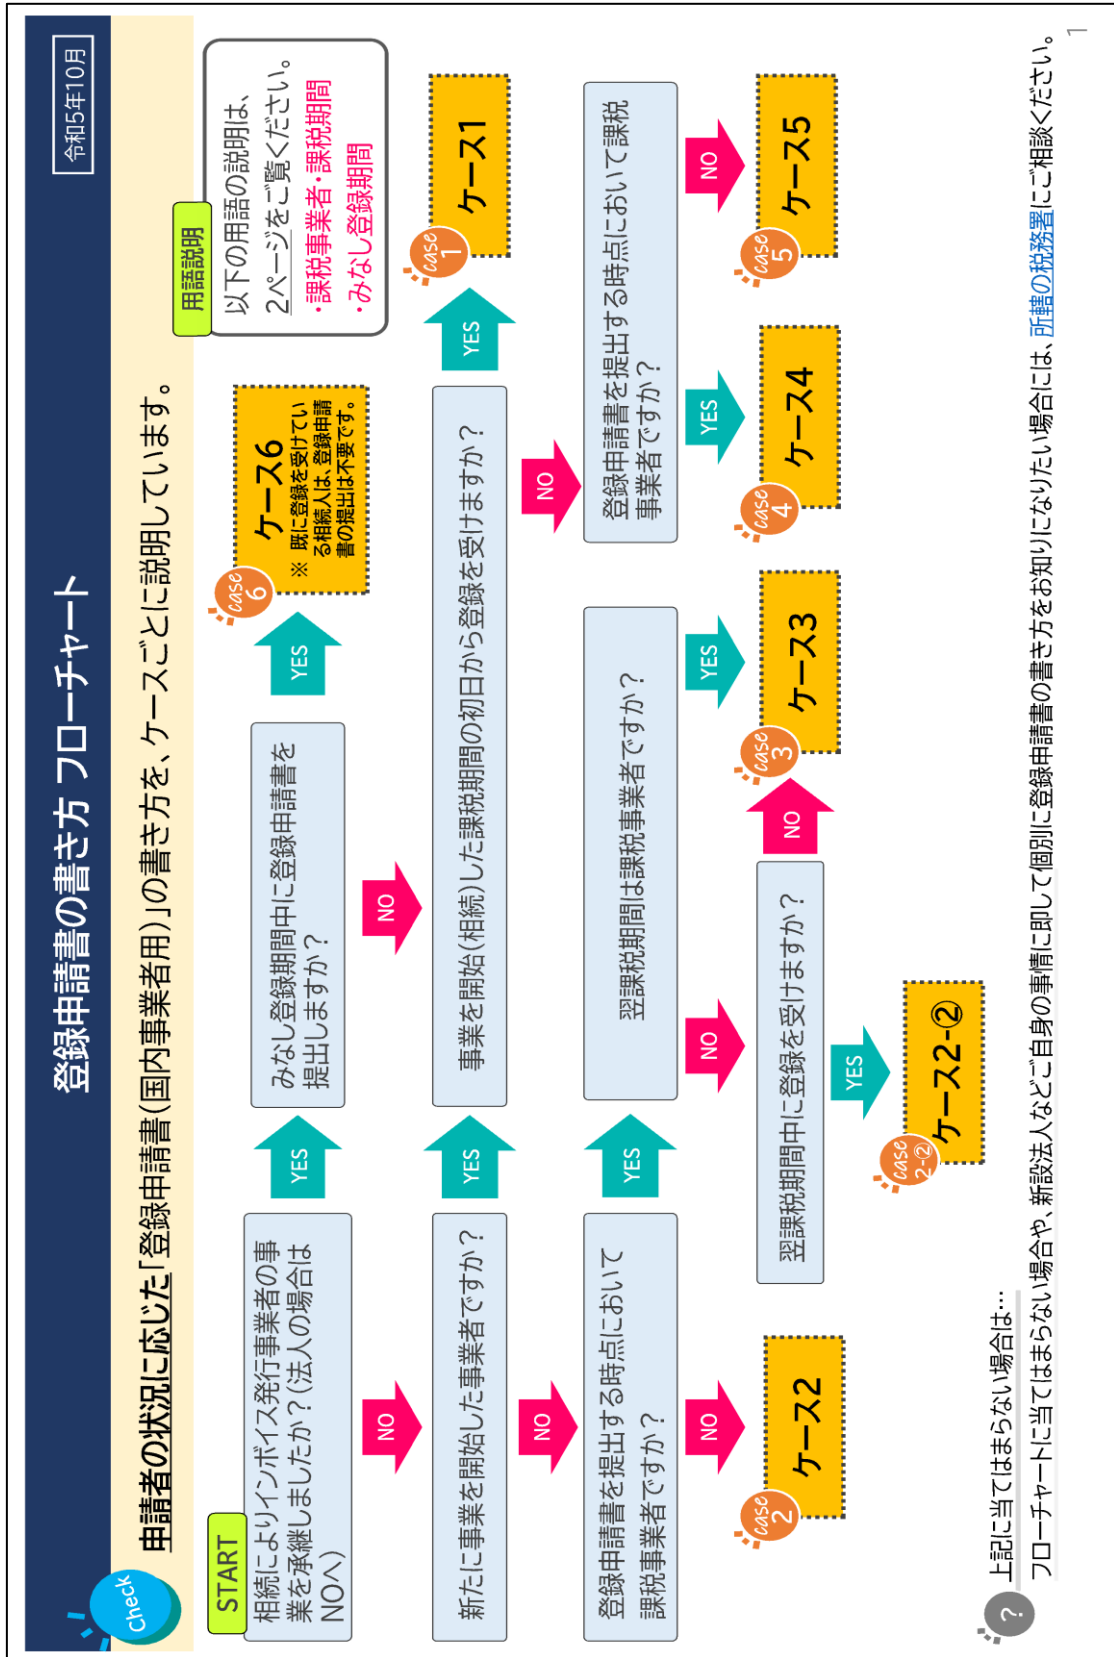 登録申請書の書き方 フローチャート
令和5年10月
Check
申請者の状況に応じた「登録申請書(国内事業者用)」の書き方を、ケースごとに説明しています。
用語説明
以下の用語の説明は、
2ページをご覧ください。
・課税事業者・課税期間
・みなし登録期間
START
相続によりインボイス発行事業者の事
業を承継しましたか?(法人の場合は
NOへ)
YES
みなし登録期間中に登録申請書を
提出しますか?
YES
case
6
ケース6
※ 既に登録を受けてい
る相続人は、登録申請
書の提出は不要です。
NO
NO
新たに事業を開始した事業者ですか?
YES
事業を開始(相続)した課税期間の初日から登録を受けますか?
YES
case
1
ケース1
NO
NO
登録申請書を提出する時点において
課税事業者ですか?
YES
翌課税期間は課税事業者ですか?
登録申請書を提出する時点において課税
事業者ですか?
NO
NO
YES
YES
NO
case
2
ケース2
翌課税期間中に登録を受けますか?
NO
case
3
ケース3
case
4
ケース4
case
5
ケース5
YES
case
2-②
ケース2-②
?
上記に当てはまらない場合は…
フローチャートに当てはまらない場合や、新設法人などご自身の事情に即して個別に登録申請書の書き方をお知りになりたい場合には、所轄の税務署にご相談ください。
1